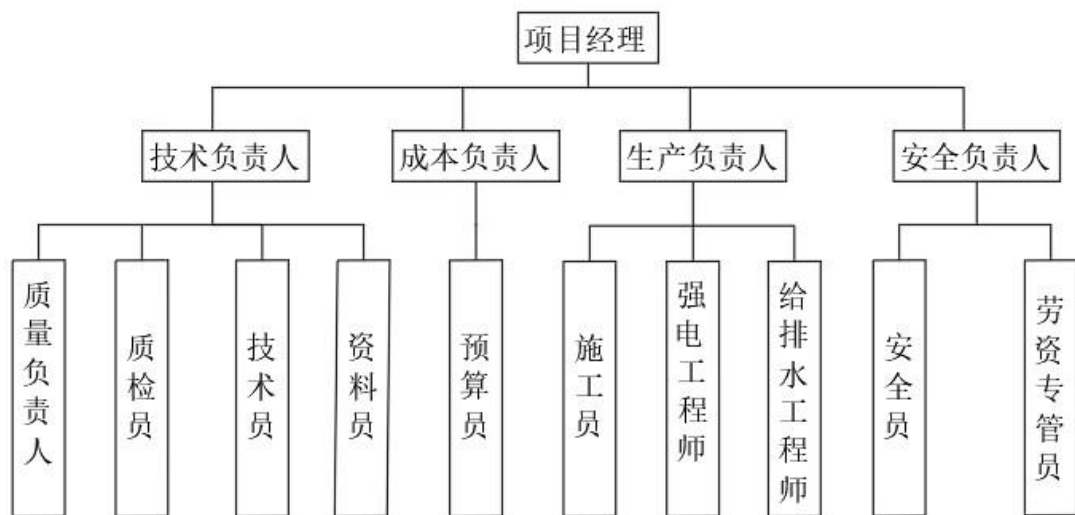 项目经理
技术负责人
成本负责人
生产负责人
安全负责人
质量负责人
质检员
技术员
资料员
预算员
施工员
强电工程师
给排水工程师
安全员
劳资专管员